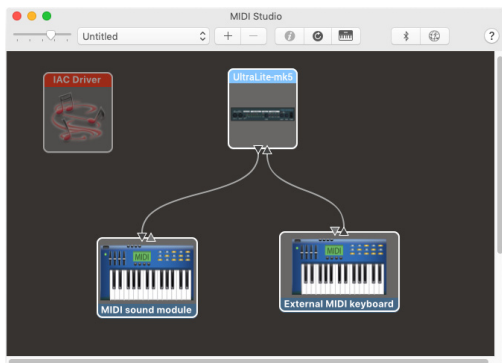 MIDI Studio
Untitled
?
IAC Driver
UltraLite-mk5
MIDI
MIDI
MIDI sound module
External MIDI keyboard